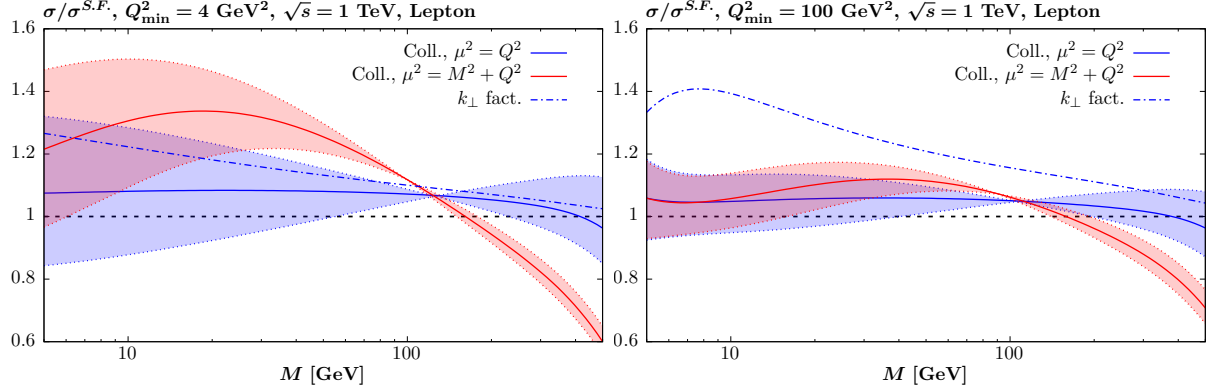 σ/σ^{S.F.}, Q²_min = 4 GeV², √s = 1 TeV, Lepton
Coll., μ² = Q²
Coll., μ² = M² + Q²
k_⊥ fact.
1.6
1.4
1.2
1
0.8
0.6
10
100
M [GeV]
σ/σ^{S.F.}, Q²_min = 100 GeV², √s = 1 TeV, Lepton
Coll., μ² = Q²
Coll., μ² = M² + Q²
k_⊥ fact.
1.6
1.4
1.2
1
0.8
0.6
10
100
M [GeV]